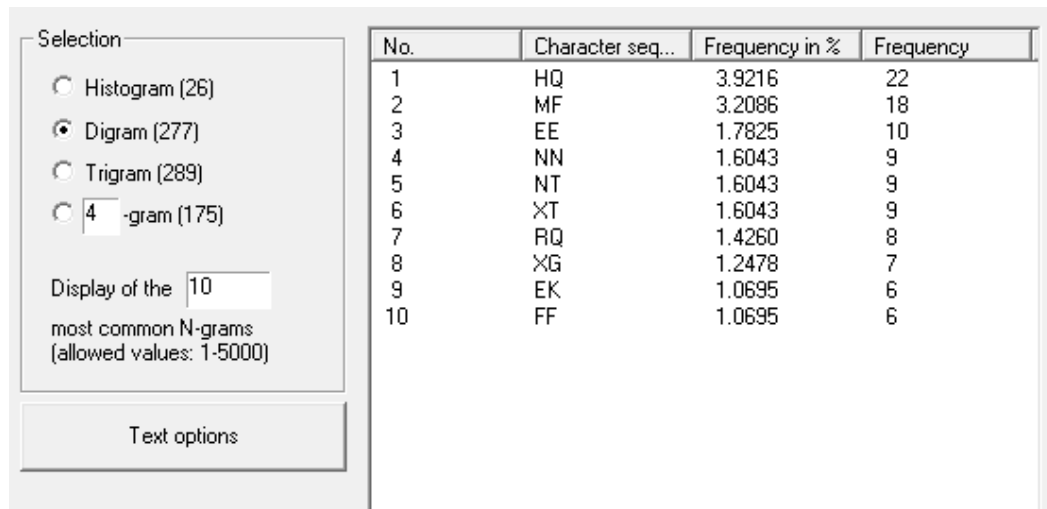 Selection
Histogram (26)
Digram (277)
Trigram (289)
4 -gram (175)
Display of the 10
most common N-grams
(allowed values: 1-5000)
Text options
No. Character seq... Frequency in % Frequency
1 HQ 3.9216 22
2 MF 3.2086 18
3 EE 1.7825 10
4 NN 1.6043 9
5 NT 1.6043 9
6 XT 1.6043 9
7 RQ 1.4260 8
8 XG 1.2478 7
9 EK 1.0695 6
10 FF 1.0695 6